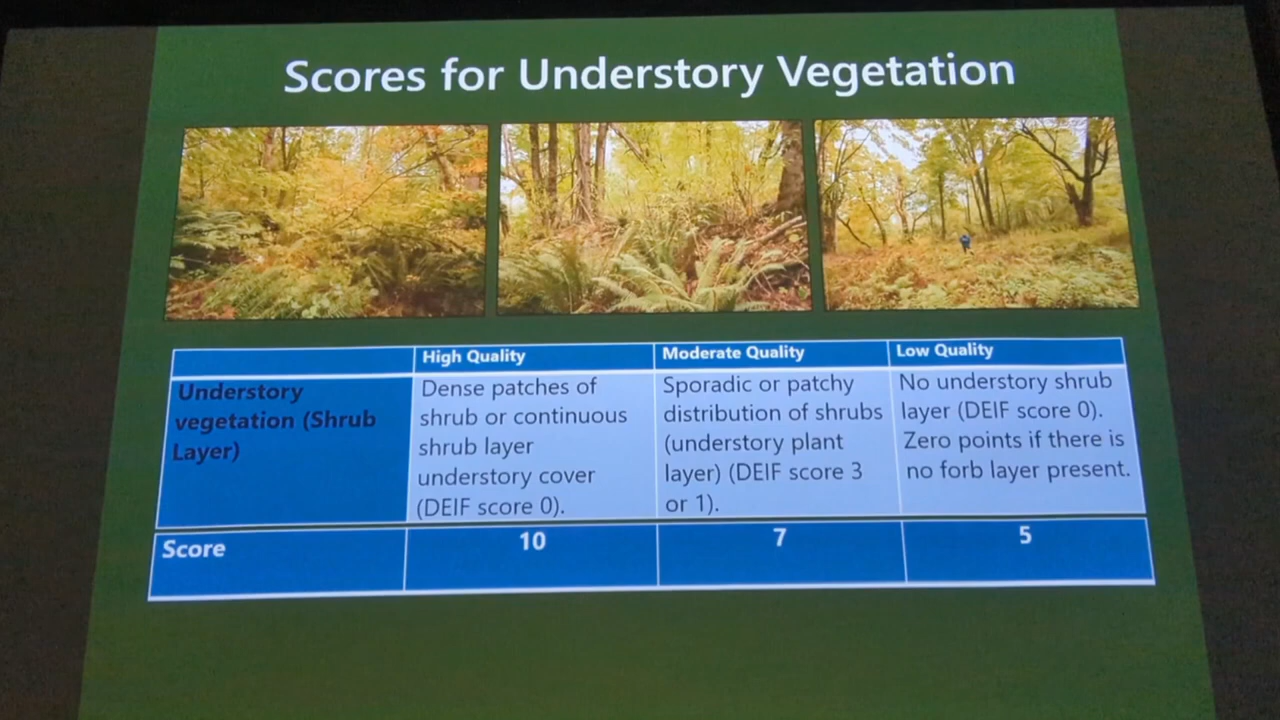 Scores for Understory Vegetation
High Quality
Moderate Quality
Low Quality
Understory
vegetation (Shrub
Layer)
Dense patches of
shrub or continuous
shrub layer
understory cover
(DEIF score 0).
Sporadic or patchy
distribution of shrubs
(understory plant
layer) (DEIF score 3
or 1).
No understory shrub
layer (DEIF score 0).
Zero points if there is
no forb layer present.
Score
10
7
5